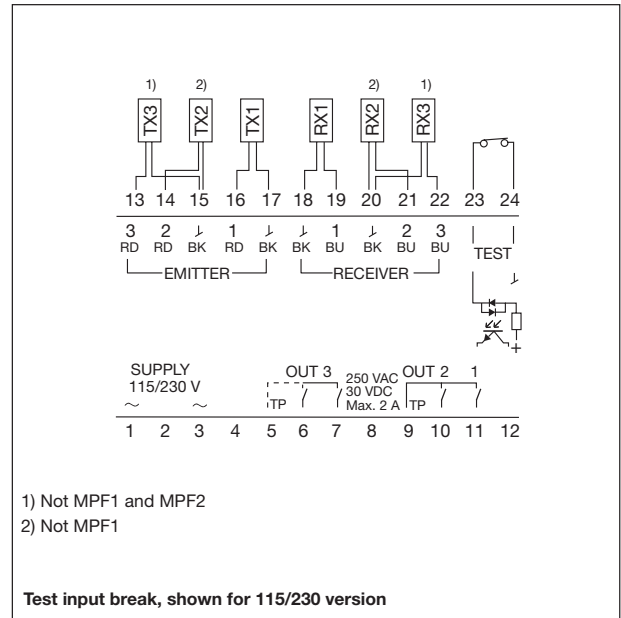 1) 2) 2) 1)
TX3 TX2 TX1 RX1 RX2 RX3
13 14 15 16 17 18 19 20 21 22 23 24
3 2 1 1 2 3
RD RD BK RD BK BK BU BK BU BU TEST
EMITTER RECEIVER
+
SUPPLY
115/230 V
OUT 3 250 VAC OUT 2 1
30 VDC
TP Max. 2 A TP
~ ~
1 2 3 4 5 6 7 8 9 10 11 12
1) Not MPF1 and MPF2
2) Not MPF1
Test input break, shown for 115/230 version